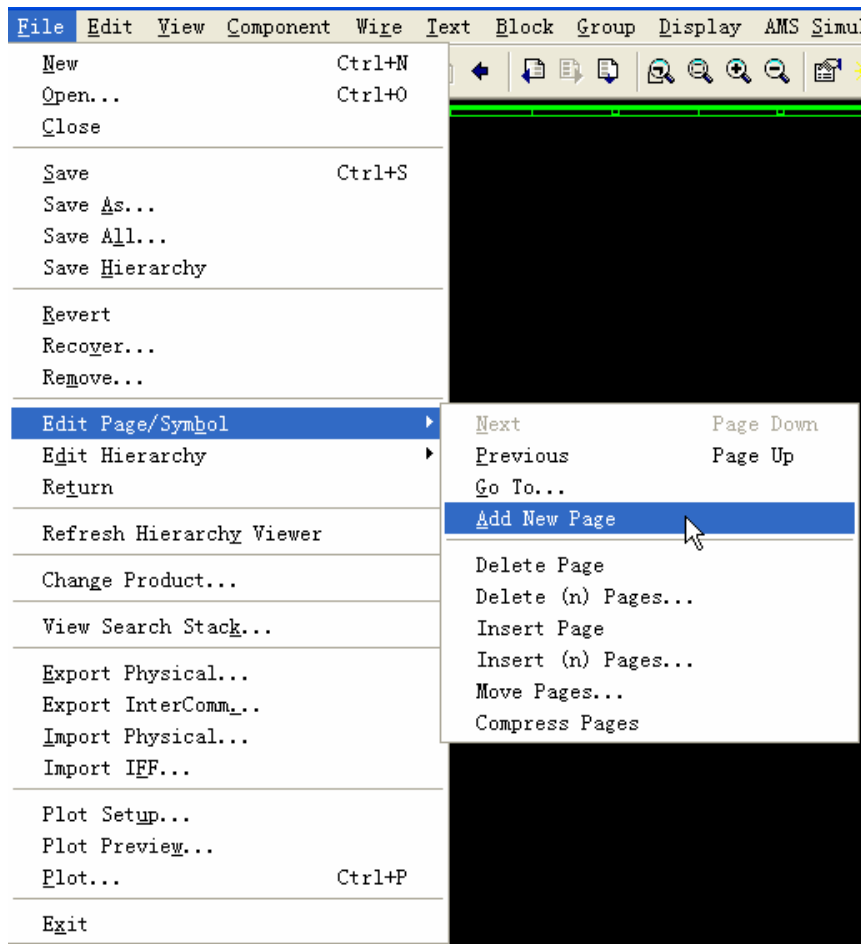 File Edit View Component Wire Text Block Group Display AMS Simul
New Ctrl+N
Open... Ctrl+O
Close
Save Ctrl+S
Save As...
Save All...
Save Hierarchy
Revert
Recover...
Remove...
Edit Page/Symbol
Edit Hierarchy
Return
Refresh Hierarchy Viewer
Change Product...
View Search Stack...
Export Physical...
Export InterComm...
Import Physical...
Import IFF...
Plot Setup...
Plot Preview...
Plot... Ctrl+P
Exit
Next Page Down
Previous Page Up
Go To...
Add New Page
Delete Page
Delete (n) Pages...
Insert Page
Insert (n) Pages...
Move Pages...
Compress Pages